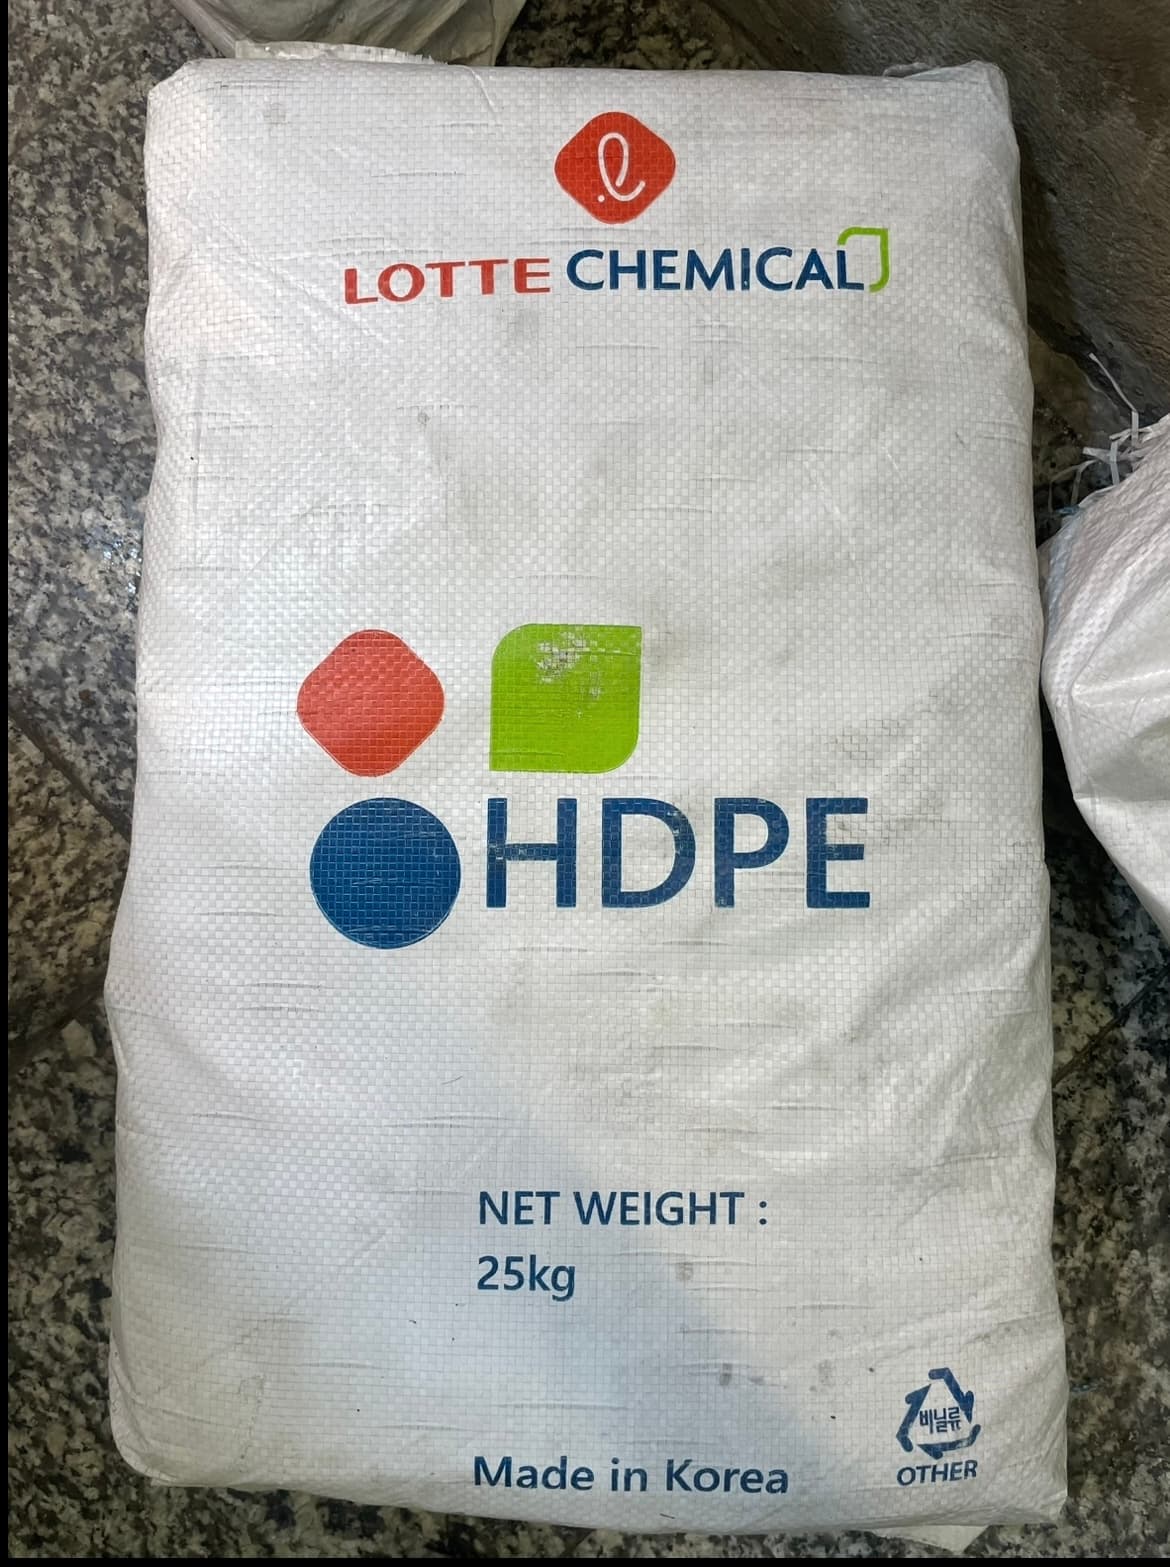 LOTTE CHEMICAL
HDPE
NET WEIGHT :
25kg
비닐류
OTHER
Made in Korea